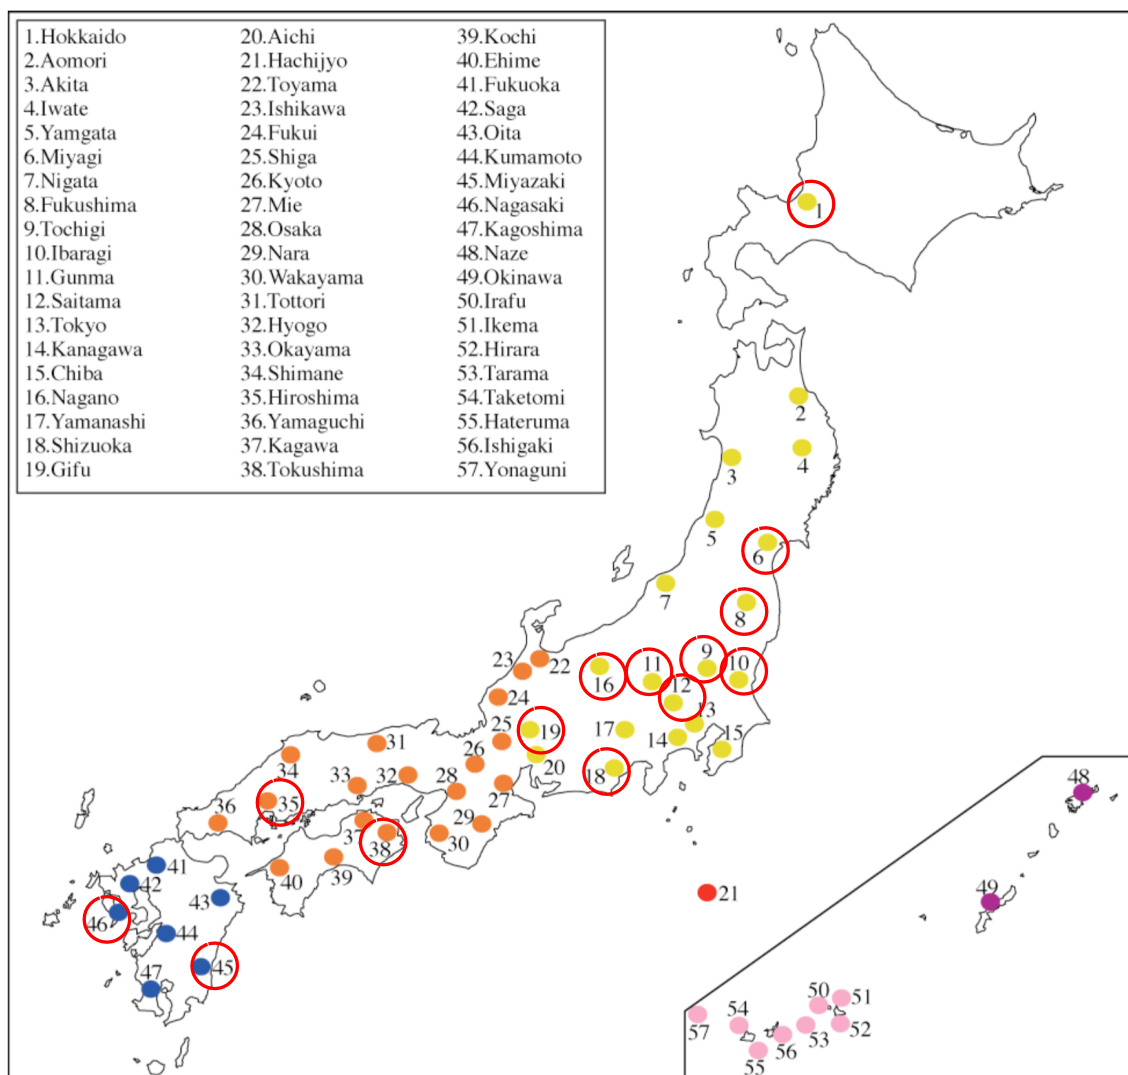 1.Hokkaido
2.Aomori
3.Akita
4.Iwate
5.Yamgata
6.Miyagi
7.Nigata
8.Fukushima
9.Tochigi
10.Ibaragi
11.Gunma
12.Saitama
13.Tokyo
14.Kanagawa
15.Chiba
16.Nagano
17.Yamanashi
18.Shizuoka
19.Gifu
20.Aichi
21.Hachijyo
22.Toyama
23.Ishikawa
24.Fukui
25.Shiga
26.Kyoto
27.Mie
28.Osaka
29.Nara
30.Wakayama
31.Tottori
32.Hyogo
33.Okayama
34.Shimane
35.Hiroshima
36.Yamaguchi
37.Kagawa
38.Tokushima
39.Kochi
40.Ehime
41.Fukuoka
42.Saga
43.Oita
44.Kumamoto
45.Miyazaki
46.Nagasaki
47.Kagoshima
48.Naze
49.Okinawa
50.Irafu
51.Ikema
52.Hirara
53.Tarama
54.Taketomi
55.Hateruma
56.Ishigaki
57.Yonaguni
1
2
4
3
5
6
7
8
9
10
11
12
16
22
23
24
13
19
17
14
15
25
20
18
26
31
34
33
32
28
27
35
36
37
38
29
30
39
40
41
42
43
46
44
45
47
21
48
49
50
51
57
54
53
52
56
55